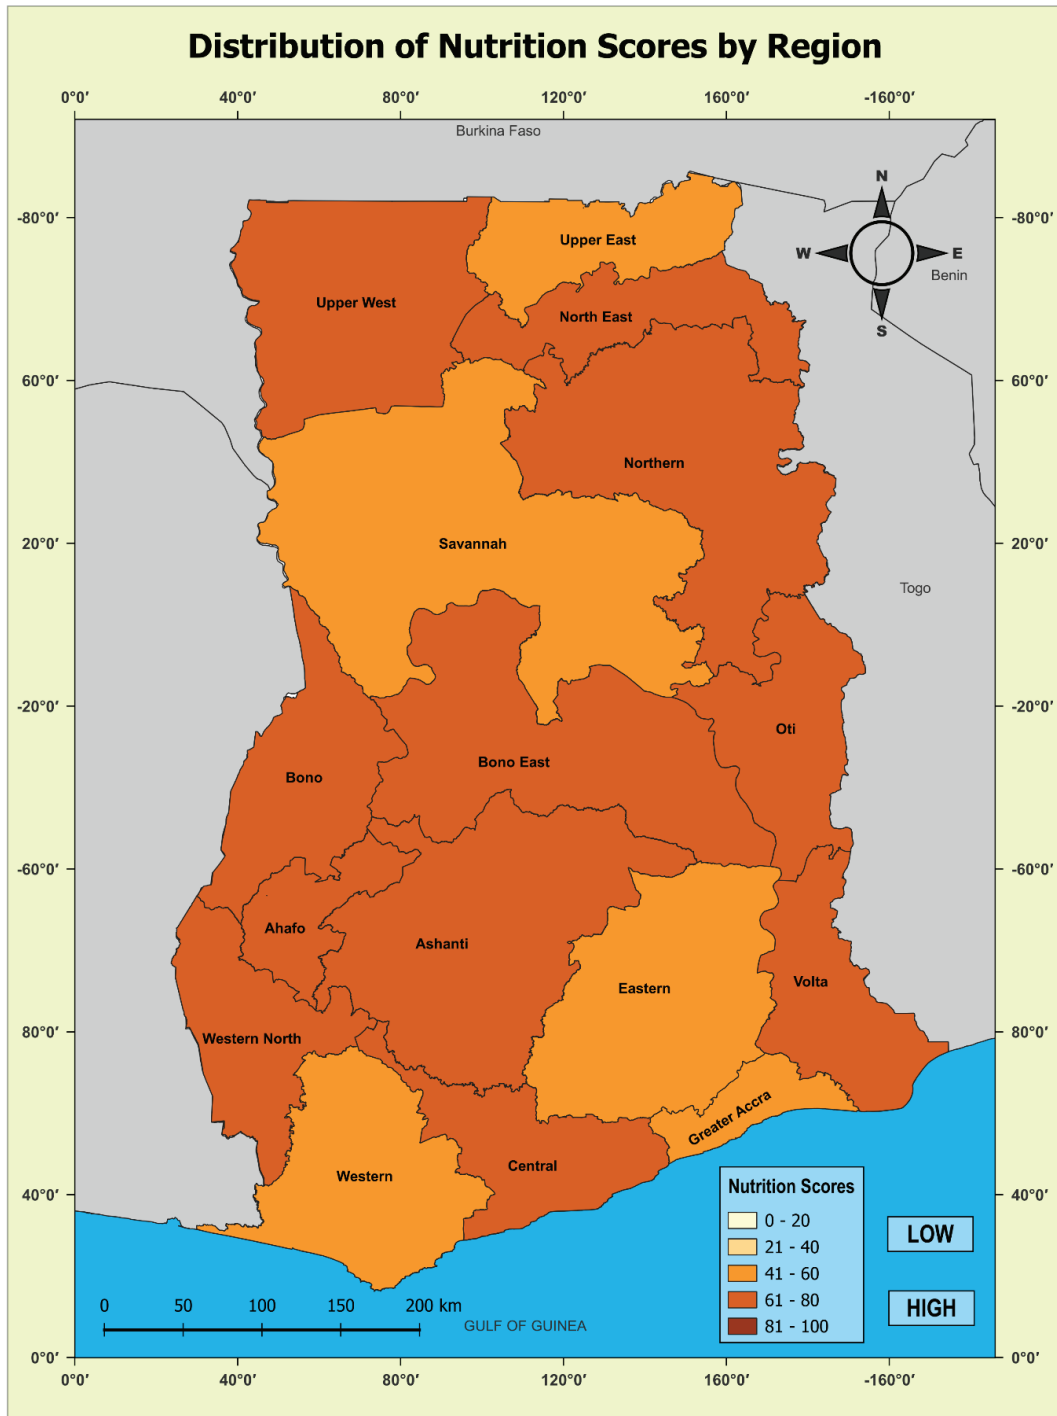 Distribution of Nutrition Scores by Region
0°0′ 40°0′ 80°0′ 120°0′ 160°0′ -160°0′
Burkina Faso
N
-80°0′ -80°0′
Upper East
W E
Benin
Upper West
North East
S
60°0′ 60°0′
Northern
20°0′ Savannah 20°0′
Togo
-20°0′ -20°0′
Oti
Bono East
Bono
-60°0′ -60°0′
Ahafo
Ashanti
Volta
Eastern
80°0′ 80°0′
Western North
Greater Accra
Central
Western
40°0′ 40°0′
Nutrition Scores
0 - 20
21 - 40
41 - 60
61 - 80
81 - 100
LOW
HIGH
0 50 100 150 200 km
GULF OF GUINEA
0°0′ 0°0′
0°0′ 40°0′ 80°0′ 120°0′ 160°0′ -160°0′